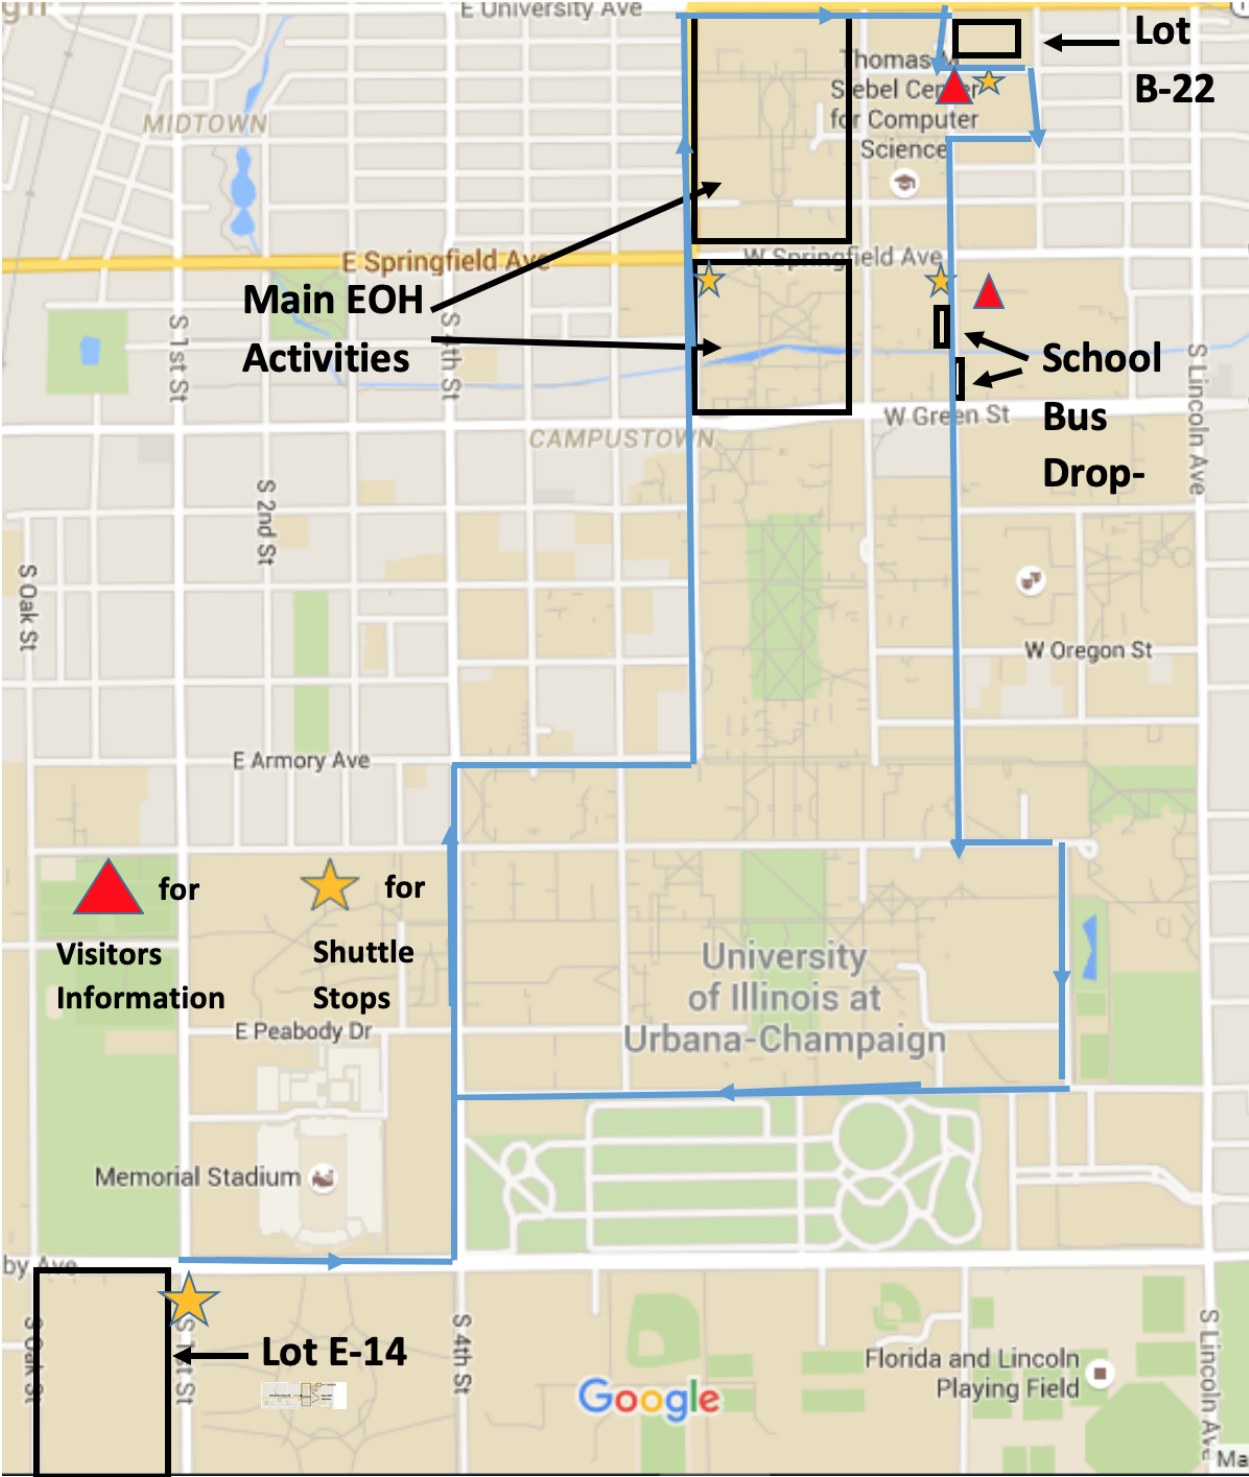 E University Ave
Lot
B-22
MIDTOWN
Thomas M
Siebel Center
for Computer
Science
E Springfield Ave
W Springfield Ave
Main EOH
Activities
S 1st St
S 4th St
School
Bus
Drop-
S Lincoln Ave
W Green St
CAMPUSTOWN
S 2nd St
S Oak St
W Oregon St
E Armory Ave
for
Visitors
Information
for
Shuttle
Stops
University
of Illinois at
Urbana-Champaign
E Peabody Dr
Memorial Stadium
by Ave
S Oak St
S 1st St
Lot E-14
S 4th St
Google
Florida and Lincoln
Playing Field
S Lincoln Ave
Ma